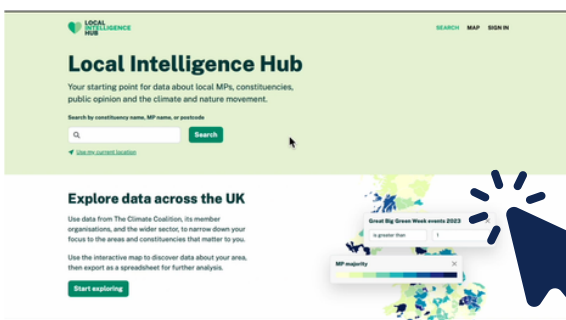 LOCAL
INTELLIGENCE
HUB
SEARCH MAP SIGN IN
Local Intelligence Hub
Your starting point for data about local MPs, constituencies,
public opinion and the climate and nature movement.
Search by constituency name, MP name, or postcode
Search
Use my current location
Explore data across the UK
Use data from The Climate Coalition, its member
organisations, and the wider sector, to narrow down your
focus to the areas and constituencies that matter to you.
Use the interactive map to discover data about your area,
then export as a spreadsheet for further analysis.
Start exploring
Great Big Green Week events 2023
is greater than 1
MP majority